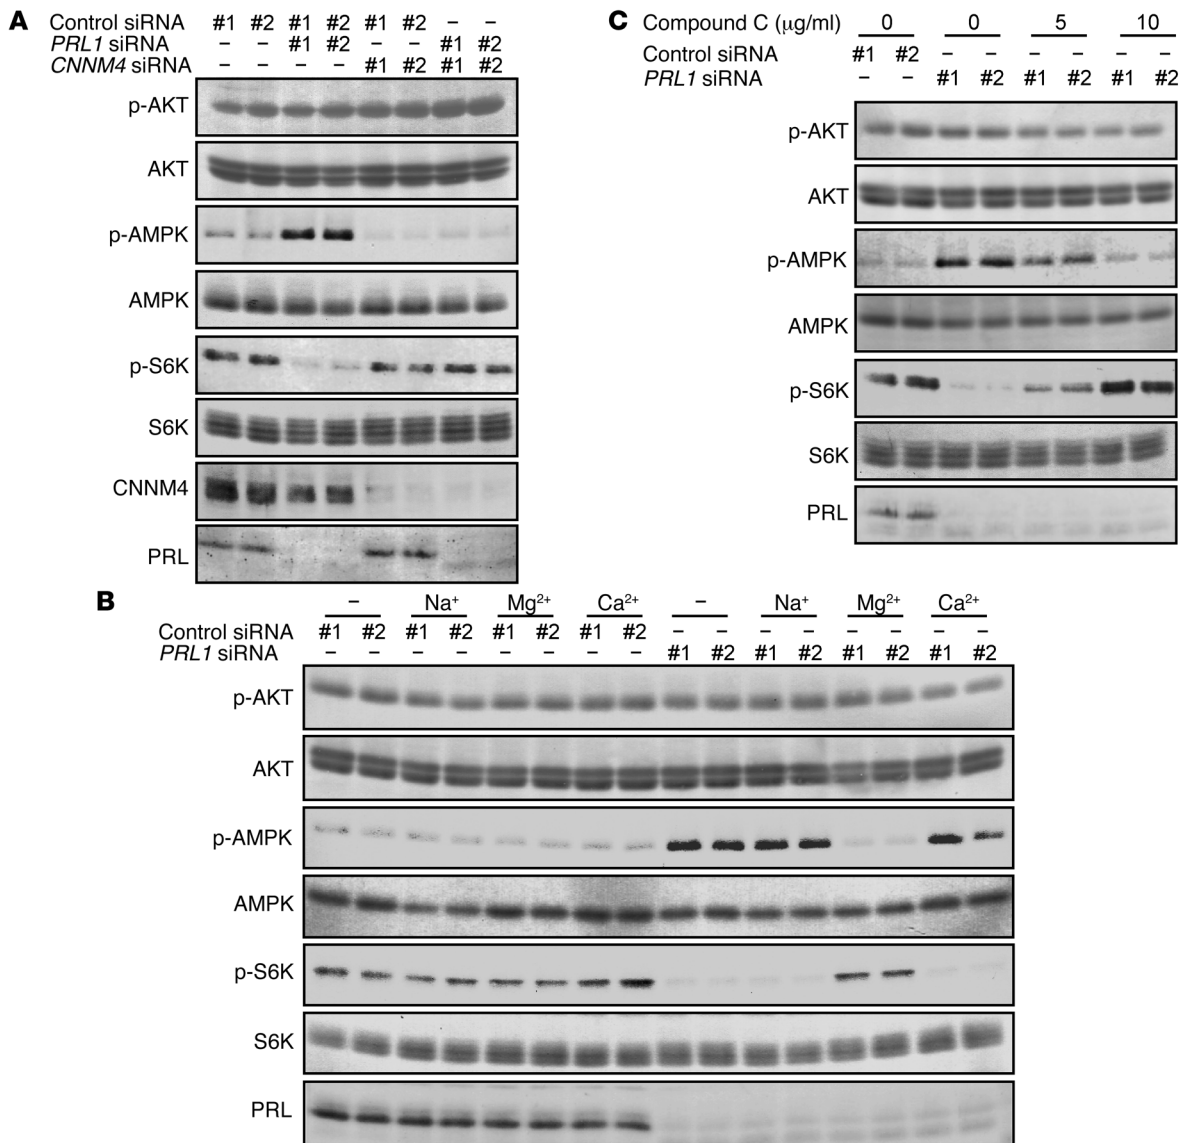 A
Control siRNA #1 #2 #1 #2 #1 #2 – –
PRL1 siRNA – – #1 #2 – – #1 #2
CNNM4 siRNA – – – – #1 #2 #1 #2
p-AKT
AKT
p-AMPK
AMPK
p-S6K
S6K
CNNM4
PRL
C
Compound C (μg/ml) 0 0 5 10
Control siRNA #1 #2 – – – – – –
PRL1 siRNA – – #1 #2 #1 #2 #1 #2
p-AKT
AKT
p-AMPK
AMPK
p-S6K
S6K
PRL
B
– Na⁺ Mg²⁺ Ca²⁺ – Na⁺ Mg²⁺ Ca²⁺
Control siRNA #1 #2 #1 #2 #1 #2 #1 #2 – – – – – – – –
PRL1 siRNA – – – – – – – – #1 #2 #1 #2 #1 #2 #1 #2
p-AKT
AKT
p-AMPK
AMPK
p-S6K
S6K
PRL